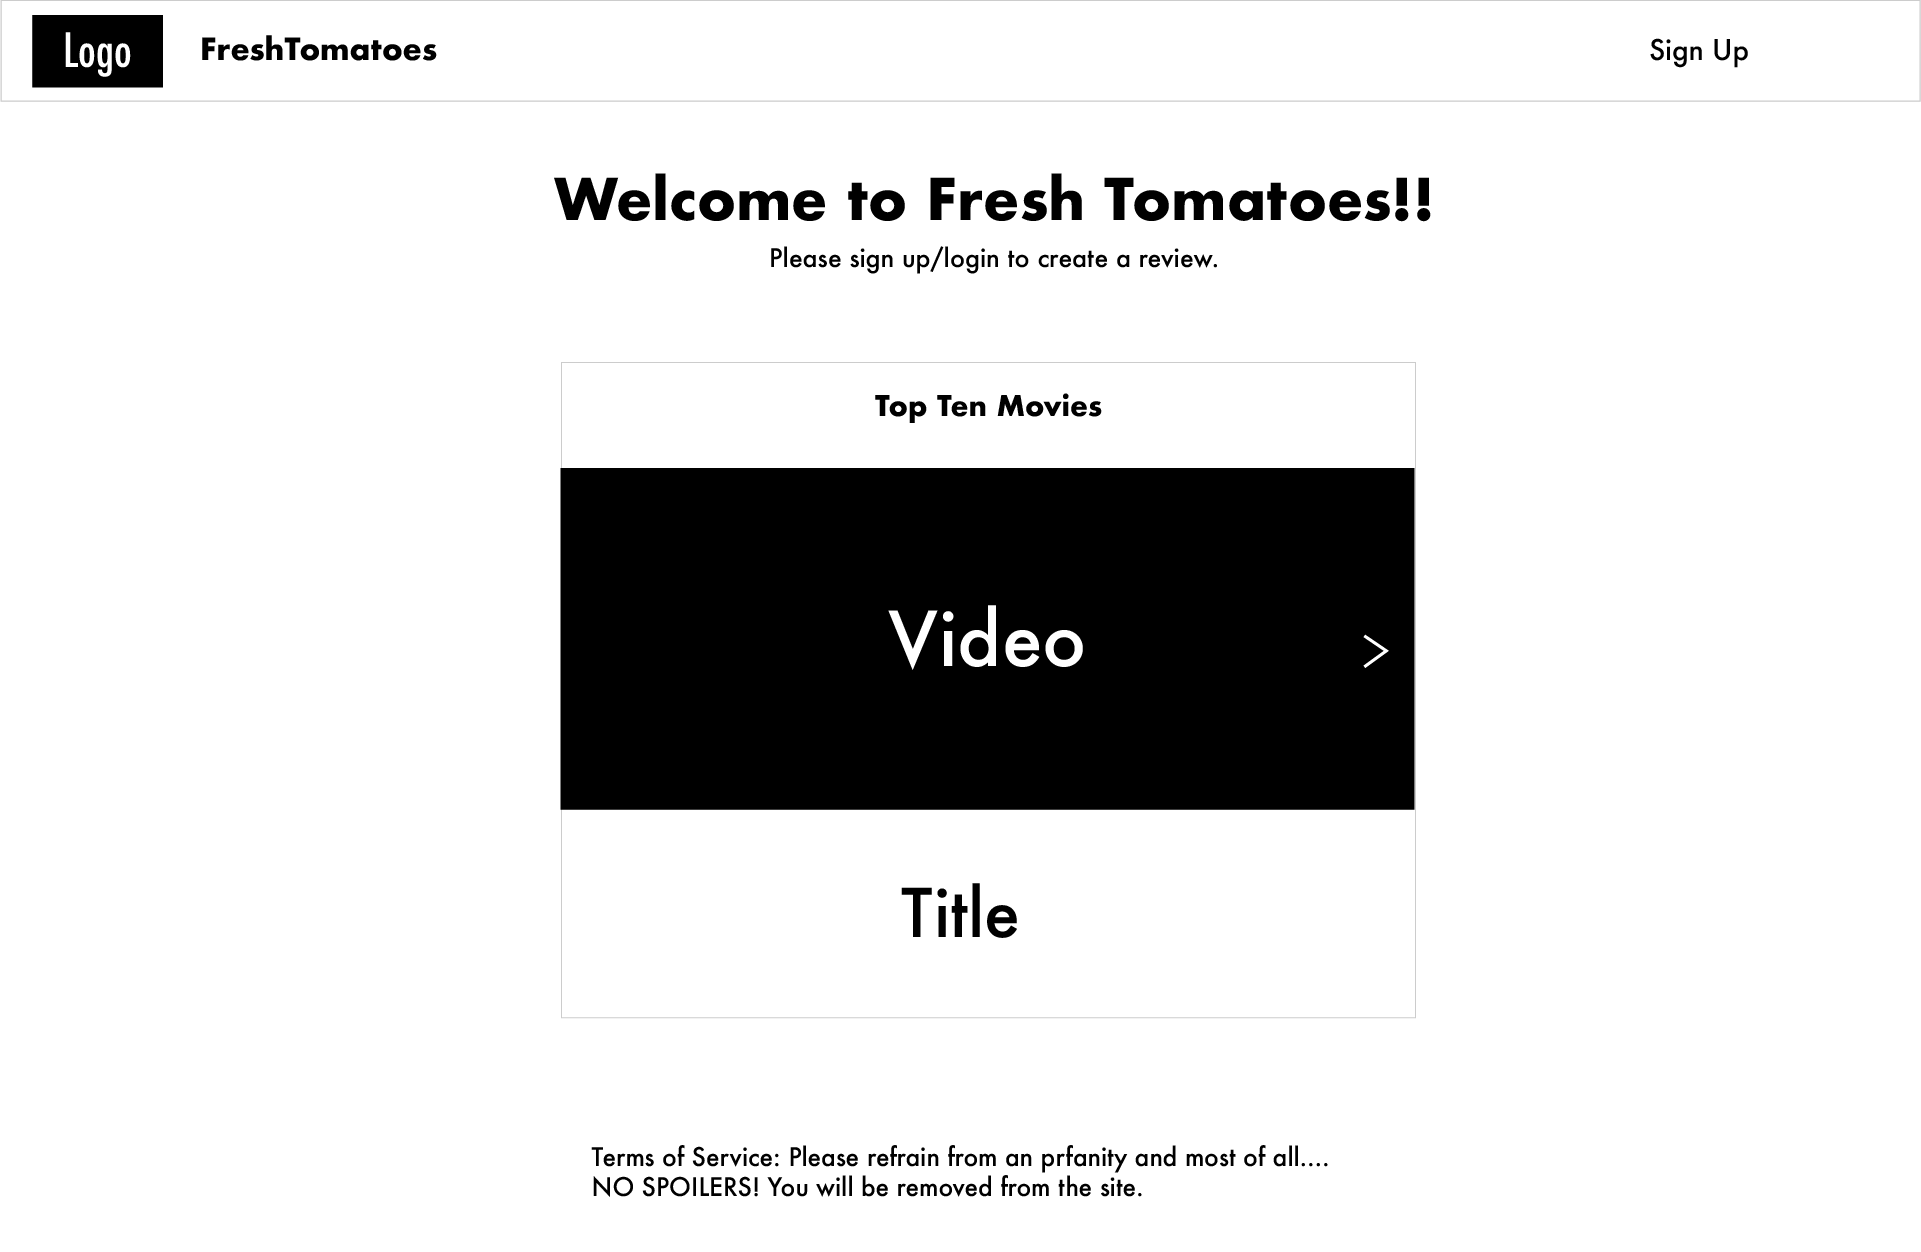 Logo
FreshTomatoes
Sign Up
Welcome to Fresh Tomatoes!!
Please sign up/login to create a review.
Top Ten Movies
Video
>
Title
Terms of Service: Please refrain from an prfanity and most of all....
NO SPOILERS! You will be removed from the site.